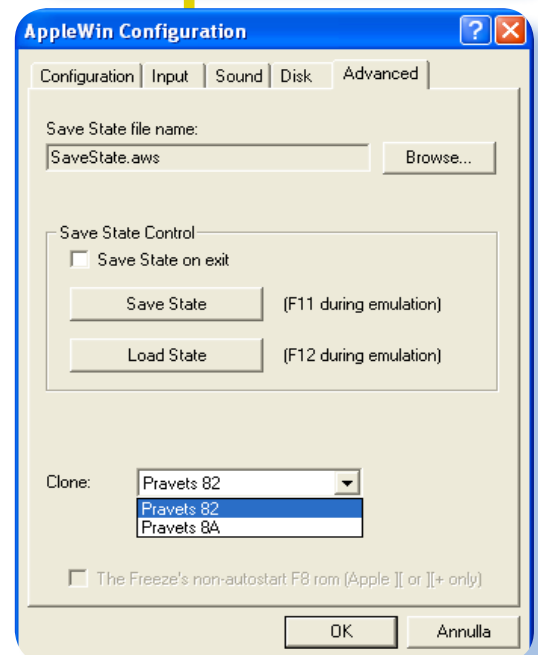 AppleWin Configuration
Configuration Input Sound Disk Advanced
Save State file name:
SaveState.aws Browse...
Save State Control
Save State on exit
Save State (F11 during emulation)
Load State (F12 during emulation)
Clone: Pravets 82
Pravets 82
Pravets 8A
The Freeze's non-autostart F8 rom (Apple ][ or ][+ only)
OK Annulla